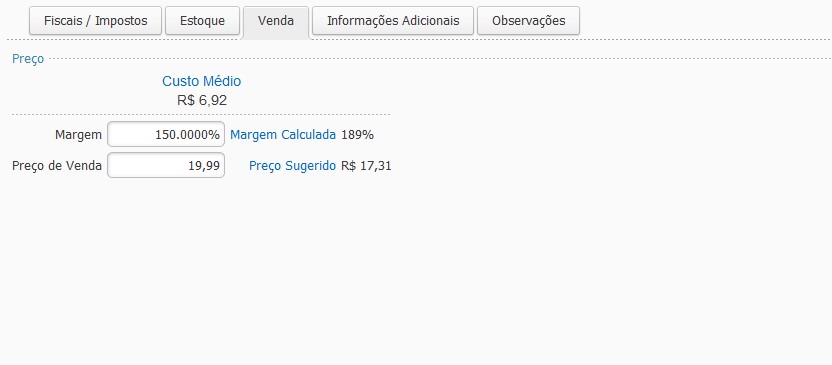 Fiscais / Impostos Estoque Venda Informações Adicionais Observações
Preço
Custo Médio
R$ 6,92
Margem 150.0000% Margem Calculada 189%
Preço de Venda 19,99 Preço Sugerido R$ 17,31